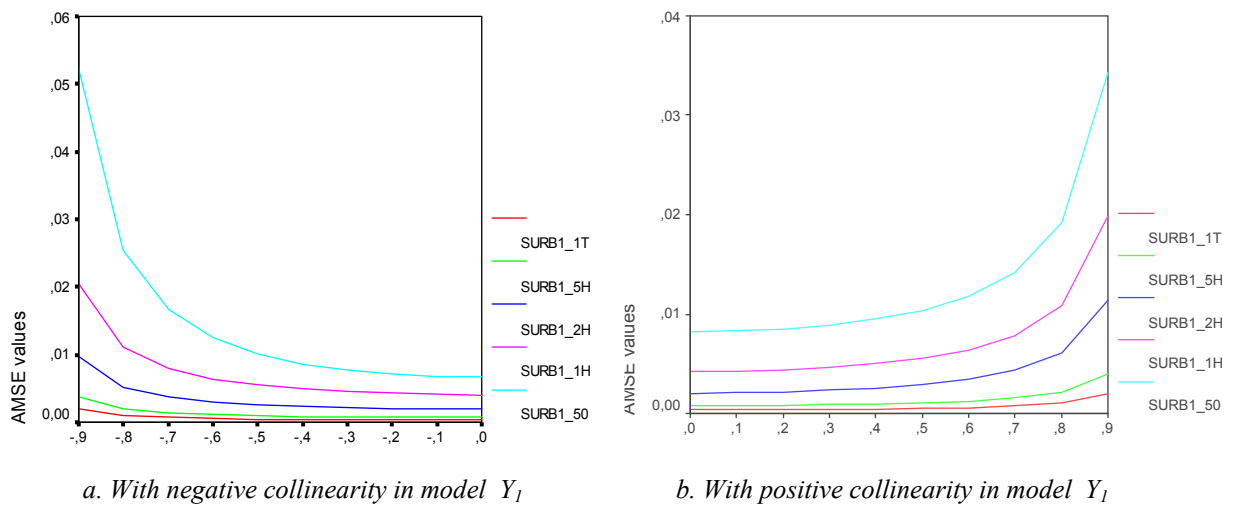 ,06
,05
,04
,03
,02
,01
0,00
AMSE values
-,9 -,8 -,7 -,6 -,5 -,4 -,3 -,2 -,1 ,0
SURB1_1T
SURB1_5H
SURB1_2H
SURB1_1H
SURB1_50
a. With negative collinearity in model Y1
,04
,03
,02
,01
0,00
AMSE values
,0 ,1 ,2 ,3 ,4 ,5 ,6 ,7 ,8 ,9
SURB1_1T
SURB1_5H
SURB1_2H
SURB1_1H
SURB1_50
b. With positive collinearity in model Y1